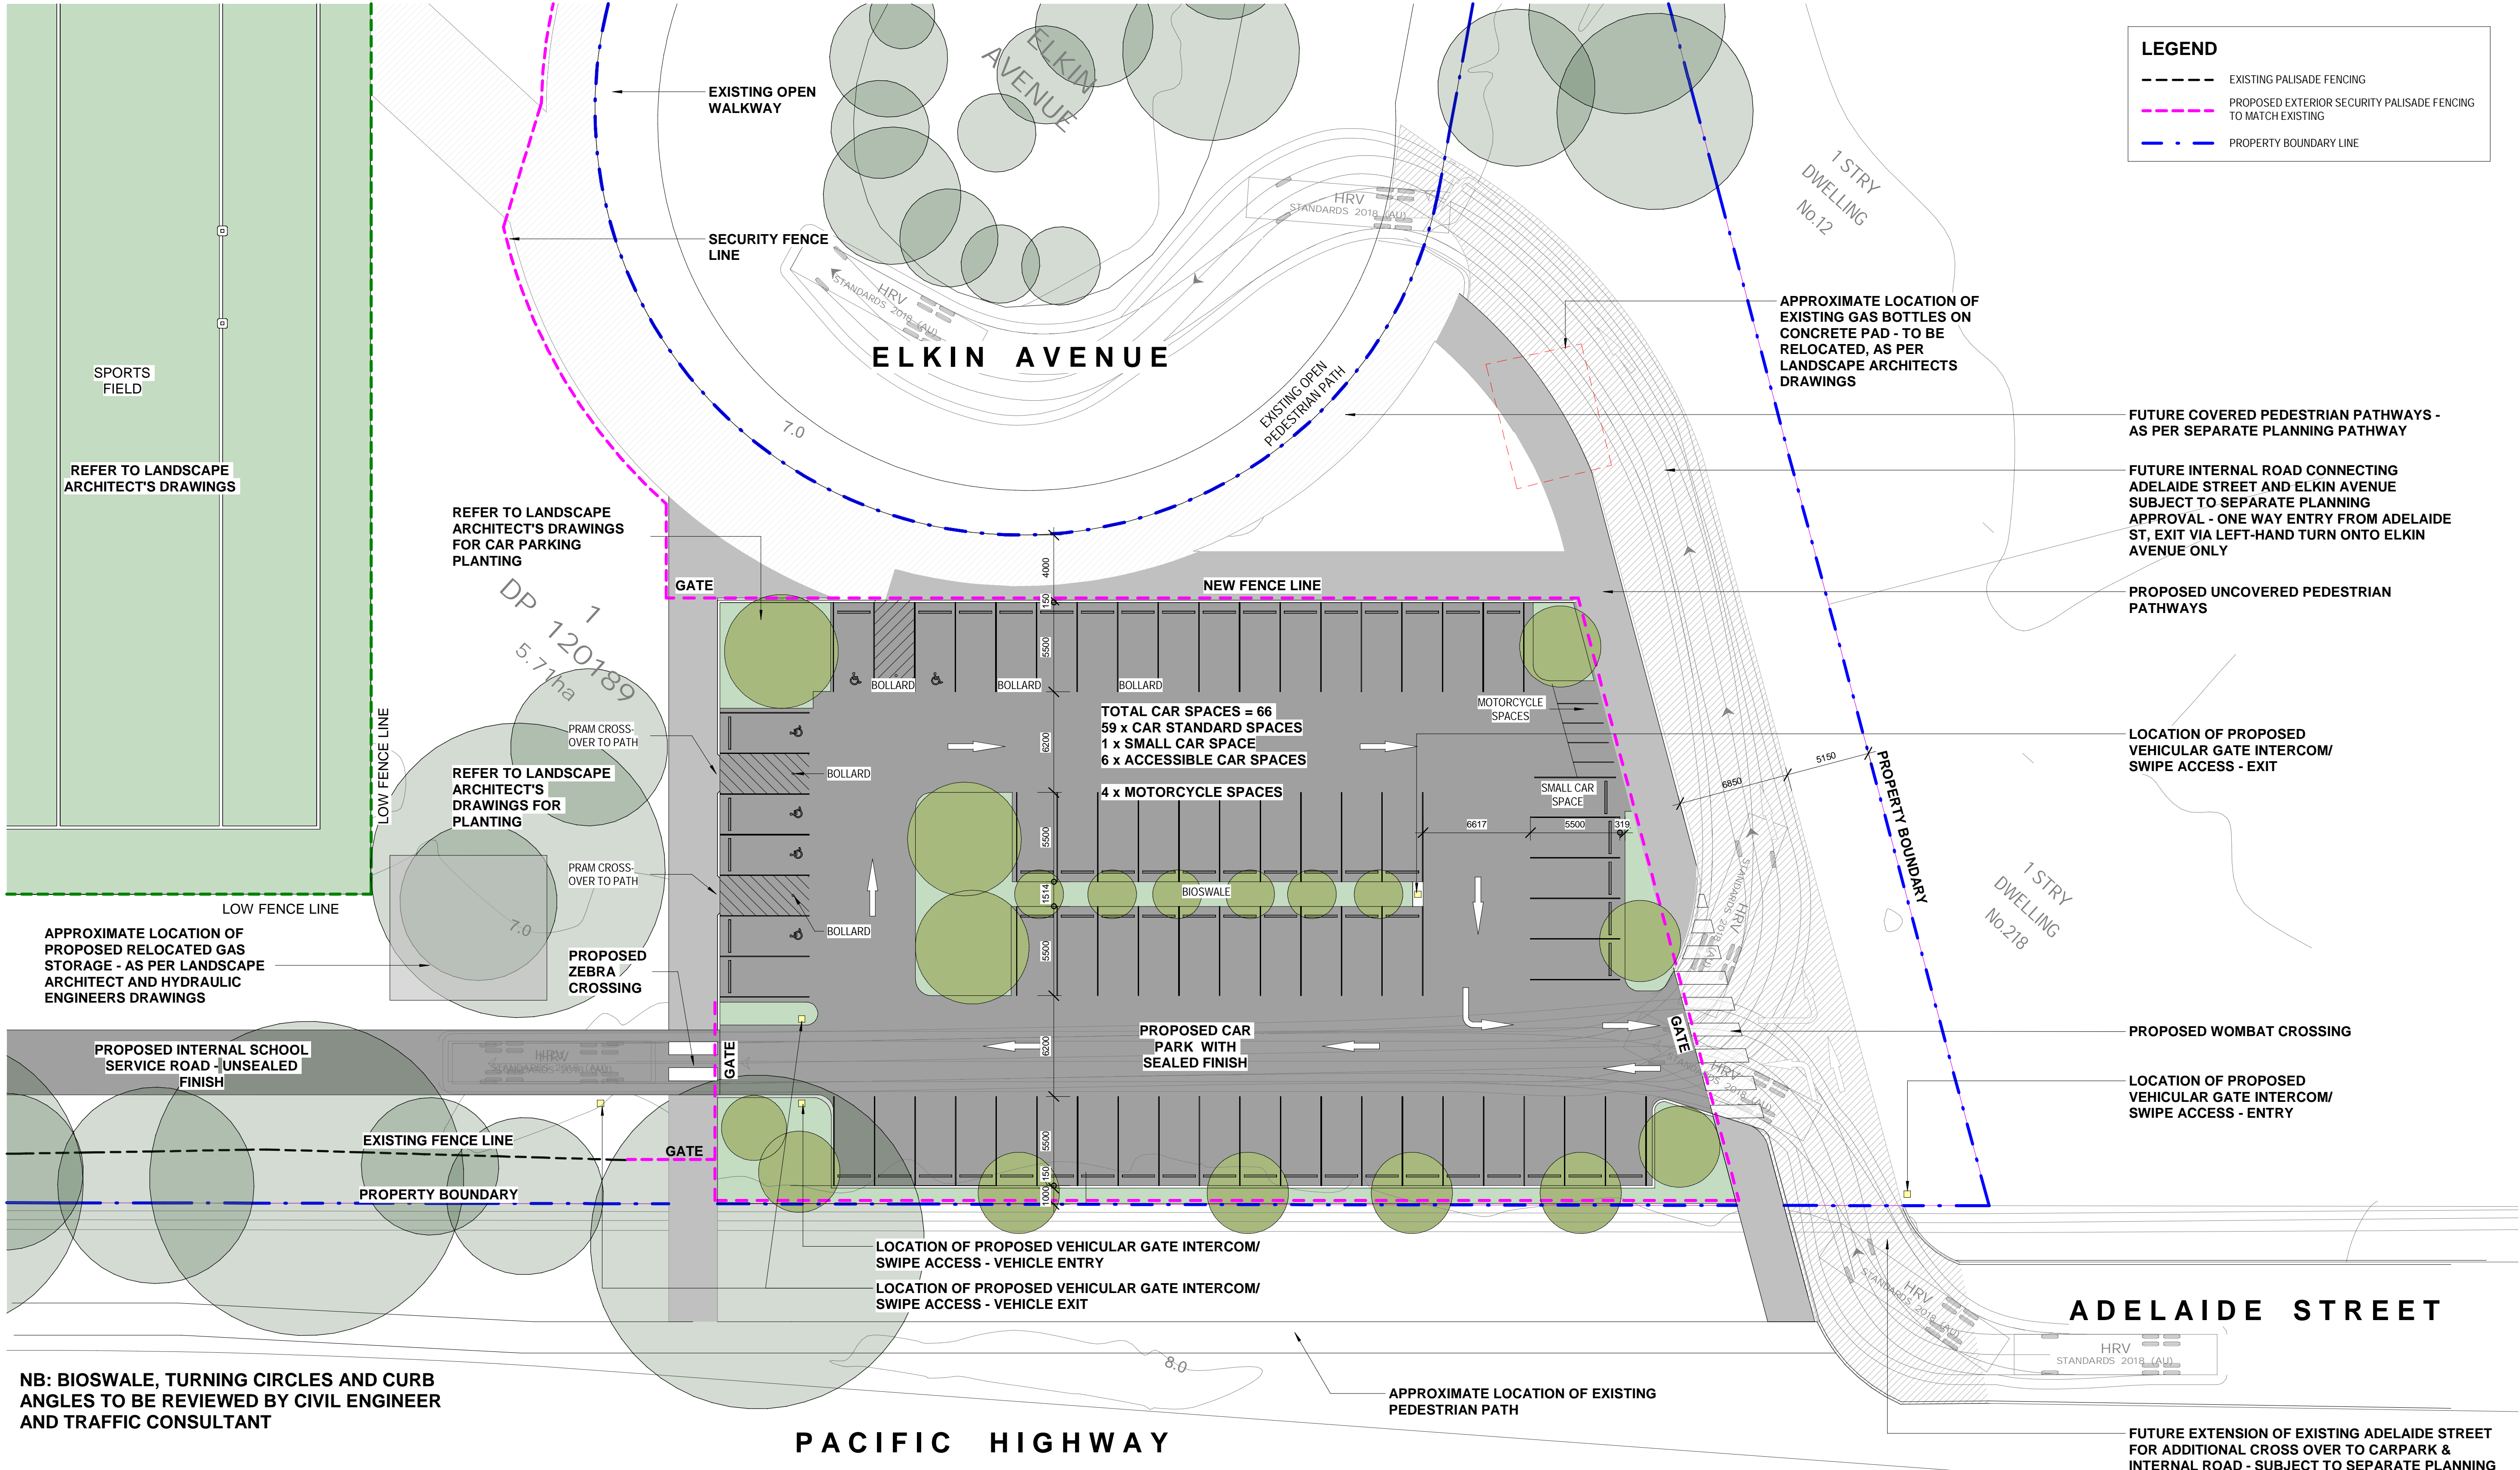 LEGEND
EXISTING PALISADE FENCING
PROPOSED EXTERIOR SECURITY PALISADE FENCING
TO MATCH EXISTING
PROPERTY BOUNDARY LINE
ELKIN
AVENUE
EXISTING OPEN
WALKWAY
SECURITY FENCE
LINE
HRV
STANDARDS 2018 (AU)
HRV
STANDARDS 2018 (AU)
ELKIN AVENUE
EXISTING OPEN
PEDESTRIAN PATH
7.0
1 STRY
DWELLING
No.12
APPROXIMATE LOCATION OF
EXISTING GAS BOTTLES ON
CONCRETE PAD - TO BE
RELOCATED, AS PER
LANDSCAPE ARCHITECTS
DRAWINGS
FUTURE COVERED PEDESTRIAN PATHWAYS -
AS PER SEPARATE PLANNING PATHWAY
FUTURE INTERNAL ROAD CONNECTING
ADELAIDE STREET AND ELKIN AVENUE
SUBJECT TO SEPARATE PLANNING
APPROVAL - ONE WAY ENTRY FROM ADELAIDE
ST, EXIT VIA LEFT-HAND TURN ONTO ELKIN
AVENUE ONLY
PROPOSED UNCOVERED PEDESTRIAN
PATHWAYS
LOCATION OF PROPOSED
VEHICULAR GATE INTERCOM/
SWIPE ACCESS - EXIT
PROPOSED WOMBAT CROSSING
LOCATION OF PROPOSED
VEHICULAR GATE INTERCOM/
SWIPE ACCESS - ENTRY
SPORTS
FIELD
REFER TO LANDSCAPE
ARCHITECT'S DRAWINGS
REFER TO LANDSCAPE
ARCHITECT'S DRAWINGS
FOR CAR PARKING
PLANTING
GATE
NEW FENCE LINE
DP 1
120189
5.71ha
4000
150
5500
6200
5500
1514
5500
6200
5500
150
1000
BOLLARD
BOLLARD
BOLLARD
TOTAL CAR SPACES = 66
59 x CAR STANDARD SPACES
1 x SMALL CAR SPACE
6 x ACCESSIBLE CAR SPACES
4 x MOTORCYCLE SPACES
MOTORCYCLE
SPACES
SMALL CAR
SPACE
6617
5500
319
6850
5150
PROPERTY BOUNDARY
LOW FENCE LINE
PRAM CROSS-
OVER TO PATH
REFER TO LANDSCAPE
ARCHITECT'S
DRAWINGS FOR
PLANTING
BOLLARD
PRAM CROSS-
OVER TO PATH
BOLLARD
BIOSWALE
LOW FENCE LINE
7.0
APPROXIMATE LOCATION OF
PROPOSED RELOCATED GAS
STORAGE - AS PER LANDSCAPE
ARCHITECT AND HYDRAULIC
ENGINEERS DRAWINGS
PROPOSED
ZEBRA
CROSSING
1 STRY
DWELLING
No.218
HRV
STANDARDS 2018 (AU)
PROPOSED INTERNAL SCHOOL
SERVICE ROAD - UNSEALED
FINISH
GATE
PROPOSED CAR
PARK WITH
SEALED FINISH
GATE
HRV
STANDARDS 2018 (AU)
EXISTING FENCE LINE
GATE
PROPERTY BOUNDARY
LOCATION OF PROPOSED VEHICULAR GATE INTERCOM/
SWIPE ACCESS - VEHICLE ENTRY
LOCATION OF PROPOSED VEHICULAR GATE INTERCOM/
SWIPE ACCESS - VEHICLE EXIT
HRV
STANDARDS 2018 (AU)
ADELAIDE STREET
HRV
STANDARDS 2018 (AU)
8.0
APPROXIMATE LOCATION OF EXISTING
PEDESTRIAN PATH
NB: BIOSWALE, TURNING CIRCLES AND CURB
ANGLES TO BE REVIEWED BY CIVIL ENGINEER
AND TRAFFIC CONSULTANT
PACIFIC HIGHWAY
FUTURE EXTENSION OF EXISTING ADELAIDE STREET
FOR ADDITIONAL CROSS OVER TO CARPARK &
INTERNAL ROAD - SUBJECT TO SEPARATE PLANNING